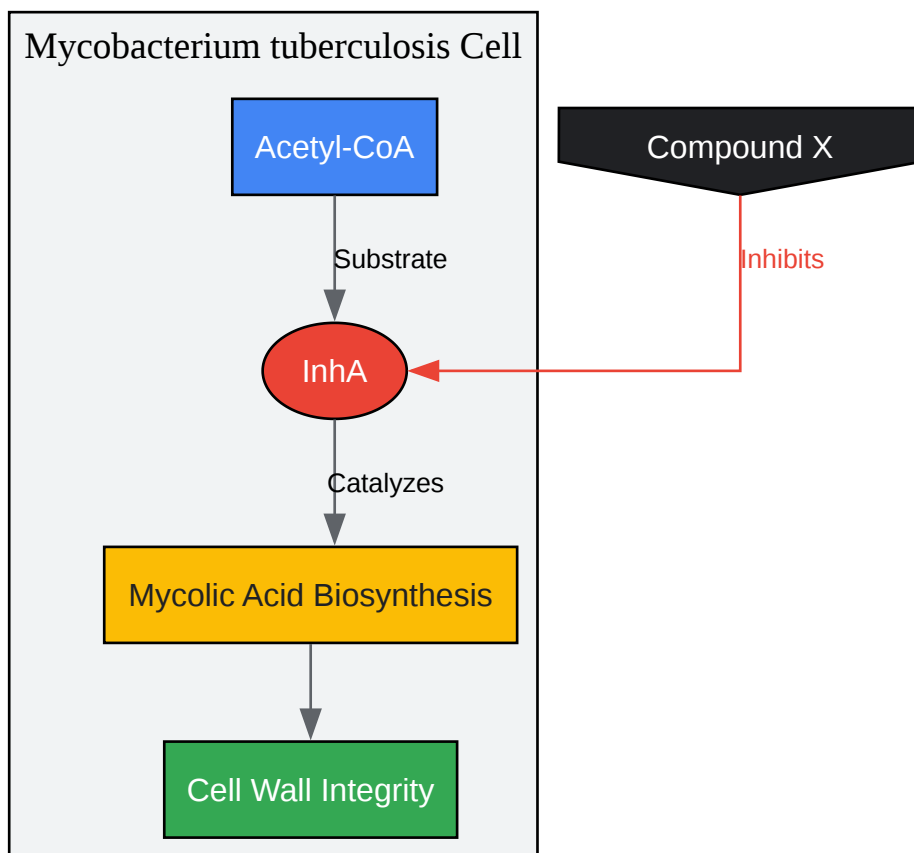 Mycobacterium tuberculosis Cell
Acetyl-CoA
Compound X
Substrate
Inhibits
InhA
Catalyzes
Mycolic Acid Biosynthesis
Cell Wall Integrity